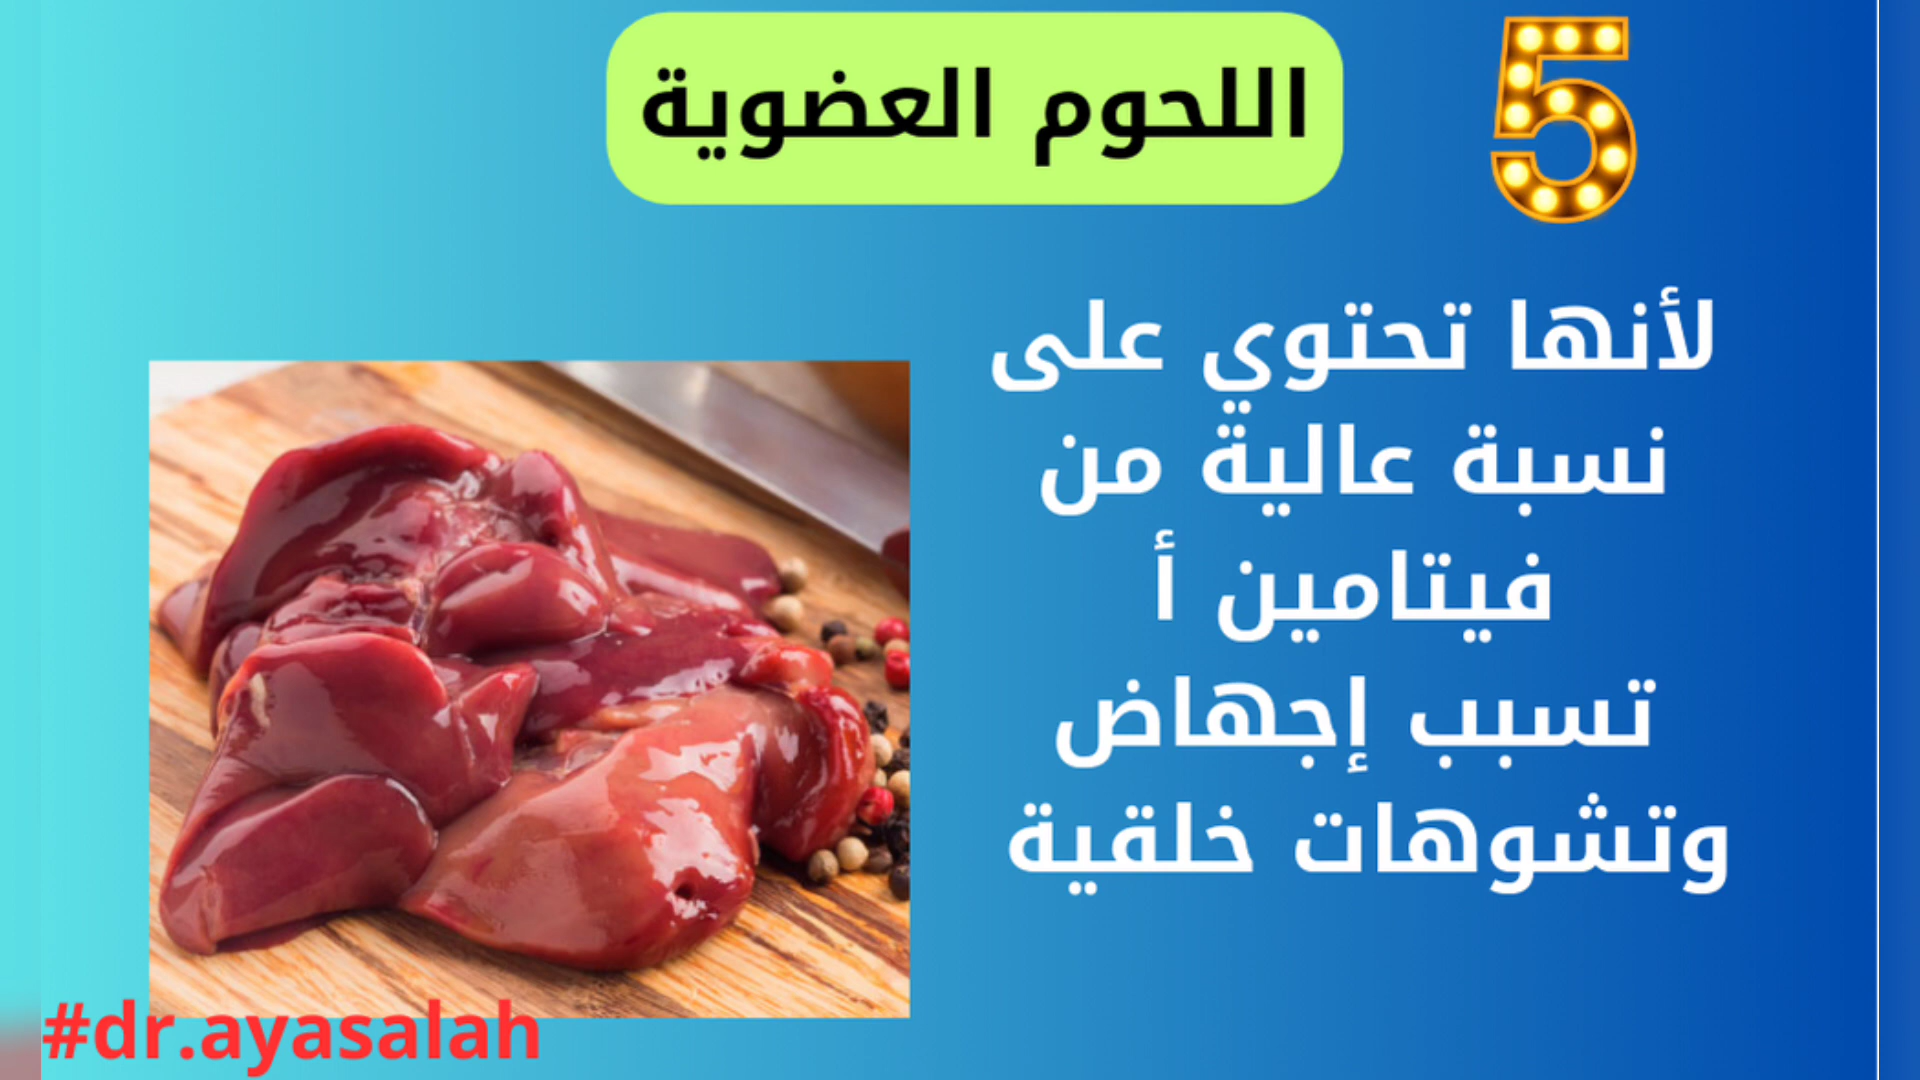 5
اللحوم العضوية
لأنها تحتوي على
نسبة عالية من
فيتامين أ
تسبب إجهاض
وتشوهات خلقية
#dr.ayasalah